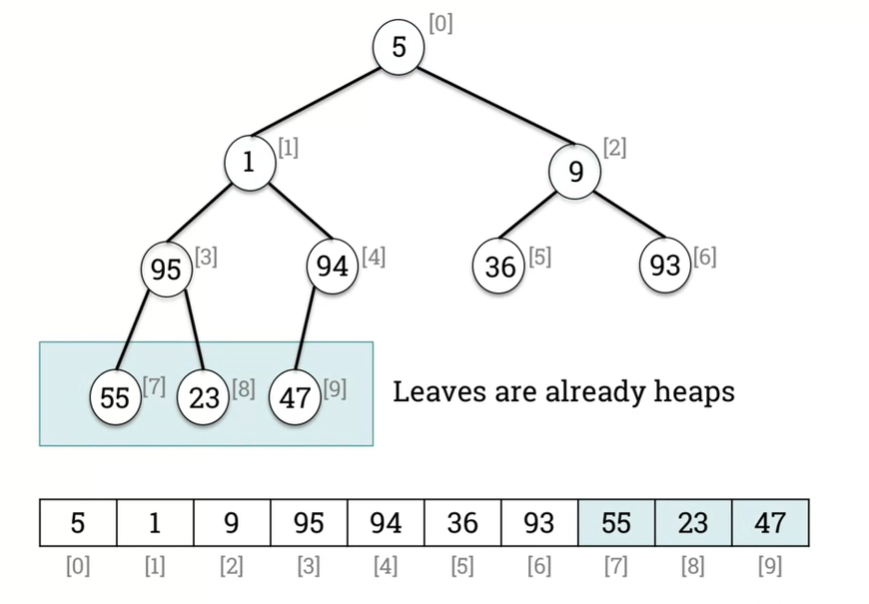 5 [0]
1 [1] 9 [2]
95 [3] 94 [4] 36 [5] 93 [6]
55 [7] 23 [8] 47 [9] Leaves are already heaps
5 1 9 95 94 36 93 55 23 47
[0] [1] [2] [3] [4] [5] [6] [7] [8] [9]